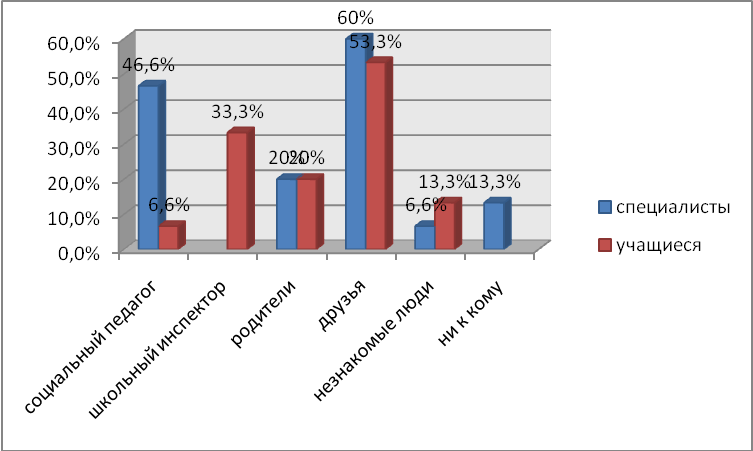 60,0%
50,0%
40,0%
30,0%
20,0%
10,0%
0,0%
46,6%
6,6%
33,3%
20%
20%
60%
53,3%
6,6%
13,3%
13,3%
социальный педагог
школьный инспектор
родители
друзья
незнакомые люди
ни к кому
специалисты
учащиеся